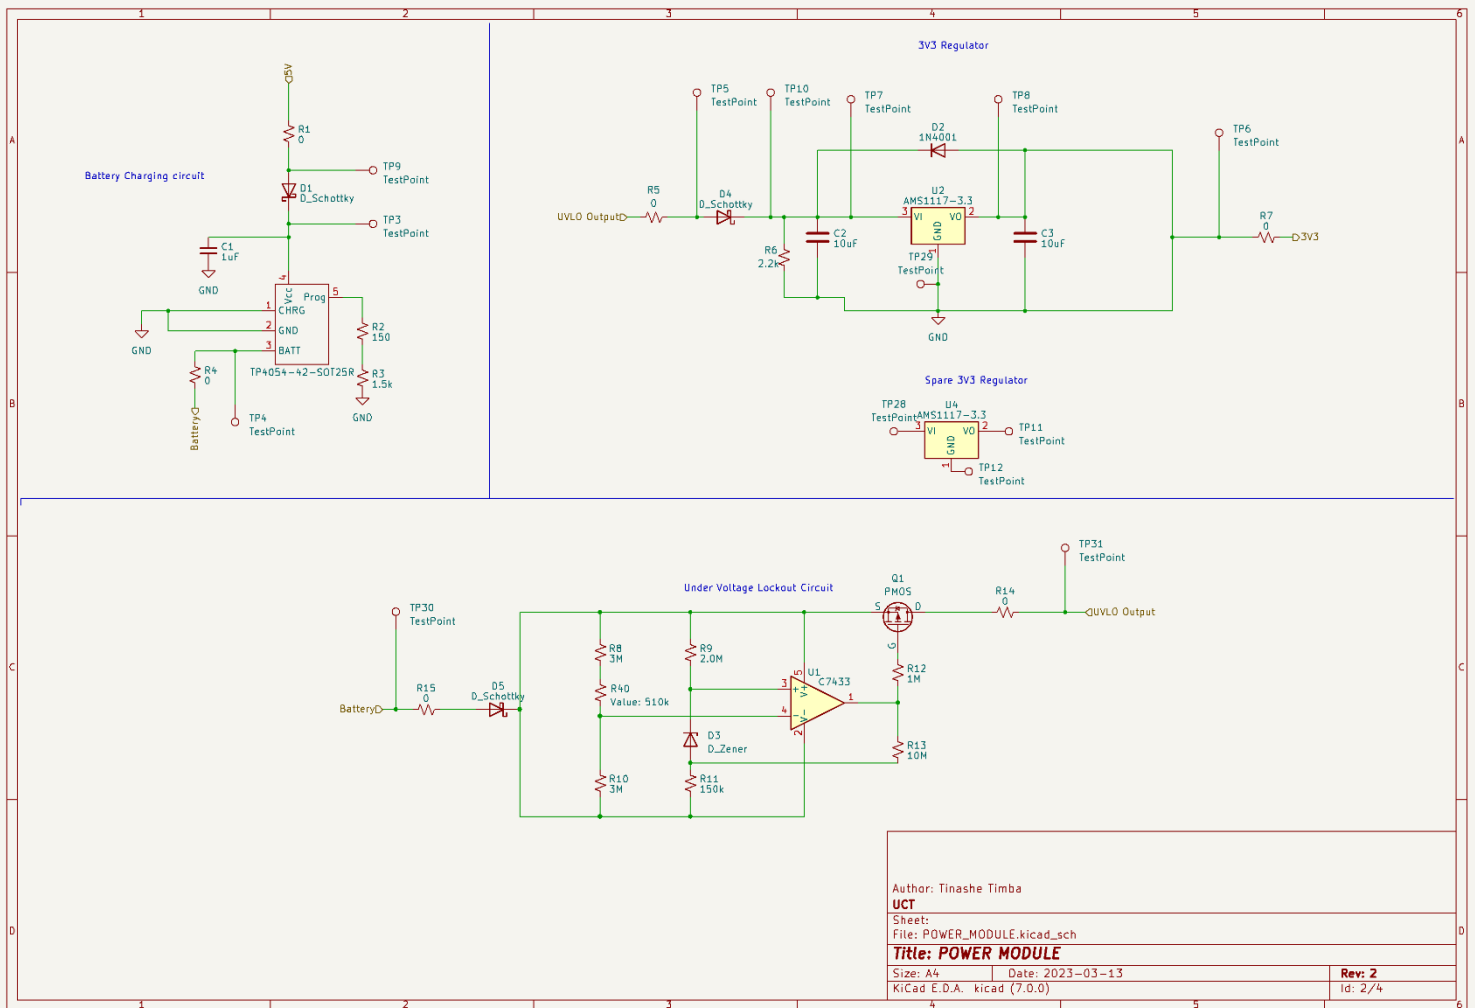 1 2 3 4 5 6
A
B
C
D
A
B
C
D
Battery Charging circuit
5V
R1
0
TP9
TestPoint
D1
D_Schottky
TP3
TestPoint
C1
1uF
GND
4
Vcc
Prog 5
1 CHRG
2 GND
3 BATT
GND
TP4054-42-SOT25R
R2
150
R3
1.5k
GND
R4
0
Battery
TP4
TestPoint
3V3 Regulator
TP5
TestPoint
TP10
TestPoint
TP7
TestPoint
TP8
TestPoint
TP6
TestPoint
D2
1N4001
UVLO Output
R5
0
D4
D_Schottky
U2
AMS1117-3.3
3 VI VO 2
GND
1
R6
2.2k
C2
10uF
C3
10uF
TP29
TestPoint
GND
R7
0
3V3
Spare 3V3 Regulator
TP28
TestPoint
U4
AMS1117-3.3
3 VI VO 2
GND
1
TP11
TestPoint
TP12
TestPoint
Under Voltage Lockout Circuit
TP30
TestPoint
TP31
TestPoint
Battery
R15
0
D5
D_Schottky
R8
3M
R40
Value: 510k
R10
3M
R9
2.0M
D3
D_Zener
R11
150k
U1
C7433
3 + V+ 5
4 - V- 2
1
Q1
PMOS
S D
G
R12
1M
R13
10M
R14
0
UVLO Output
Author: Tinashe Timba
UCT
Sheet:
File: POWER_MODULE.kicad_sch
Title: POWER MODULE
Size: A4 Date: 2023-03-13 Rev: 2
KiCad E.D.A. kicad (7.0.0) Id: 2/4
1 2 3 4 5 6